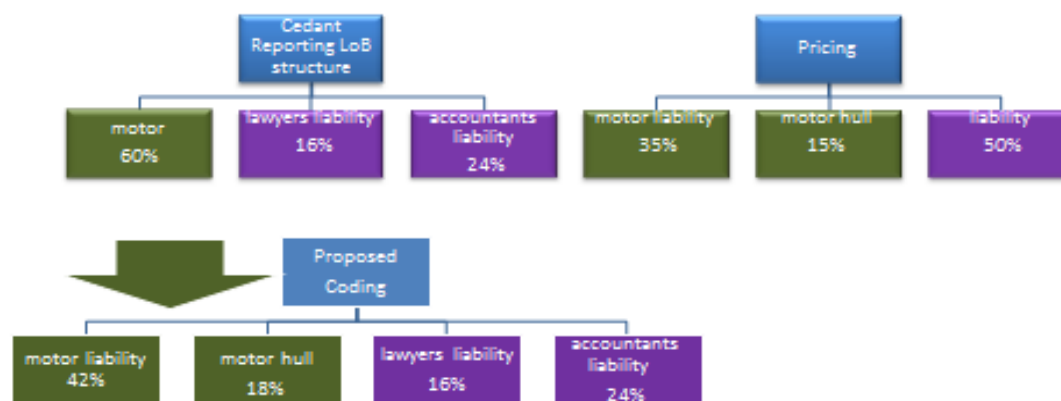 Cedant
Reporting LoB
structure
Pricing
motor
60%
lawyers liability
16%
accountants
liability
24%
motor liability
35%
motor hull
15%
liability
50%
Proposed
Coding
motor liability
42%
motor hull
18%
lawyers liability
16%
accountants
liability
24%